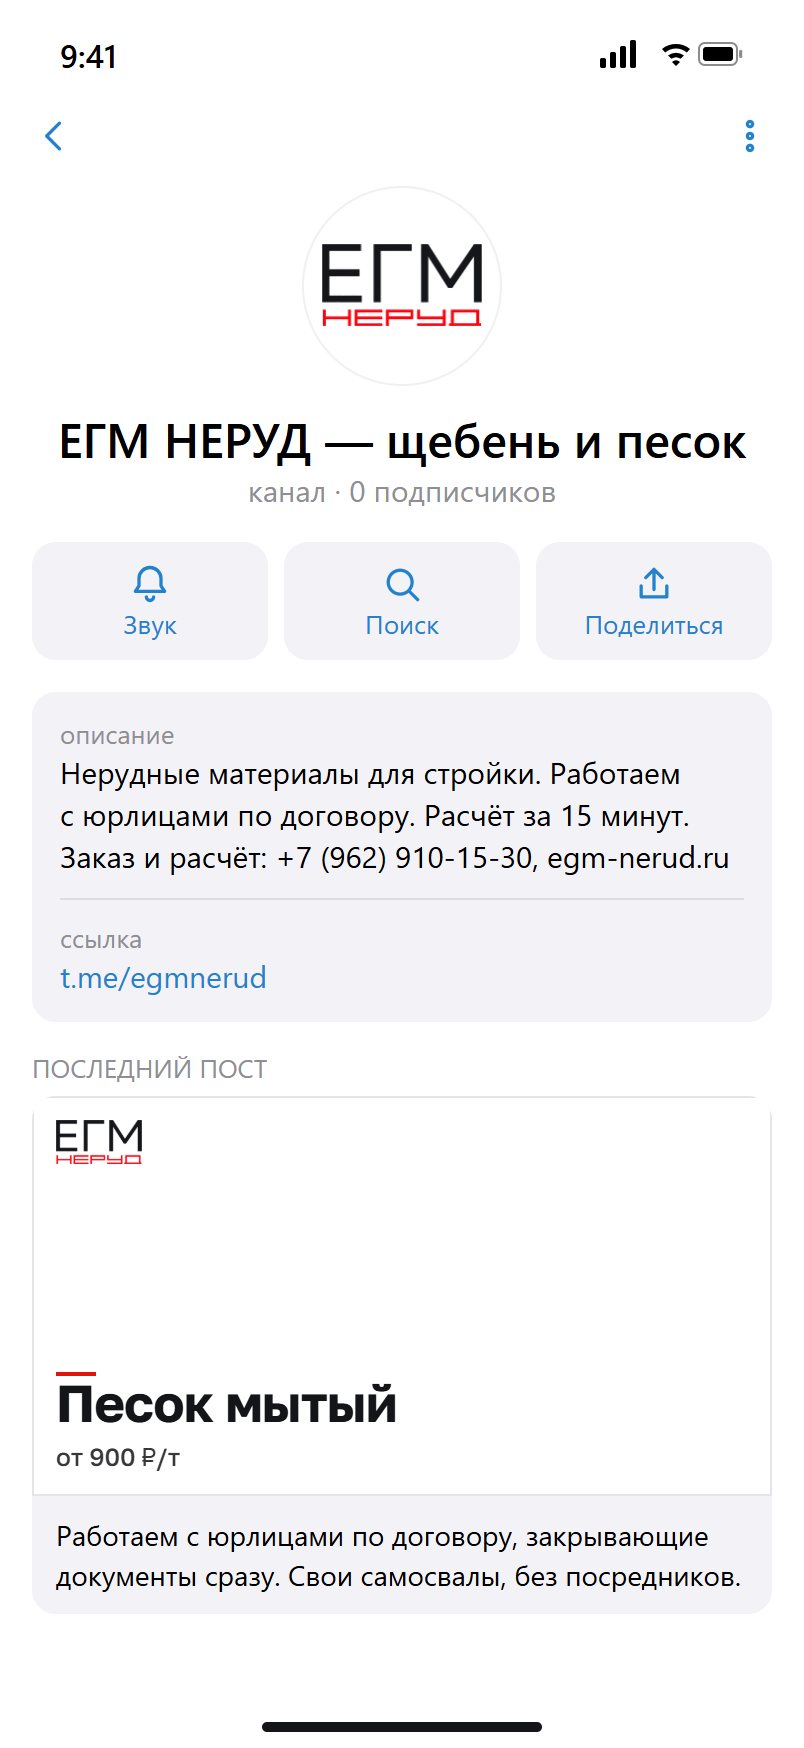 9:41
ЕГМ
НЕРУД
ЕГМ НЕРУД — щебень и песок
канал · 0 подписчиков
Звук
Поиск
Поделиться
описание
Нерудные материалы для стройки. Работаем
с юрлицами по договору. Расчёт за 15 минут.
Заказ и расчёт: +7 (962) 910-15-30, egm-nerud.ru
ссылка
t.me/egmnerud
ПОСЛЕДНИЙ ПОСТ
ЕГМ
НЕРУД
Песок мытый
от 900 ₽/т
Работаем с юрлицами по договору, закрывающие
документы сразу. Свои самосвалы, без посредников.